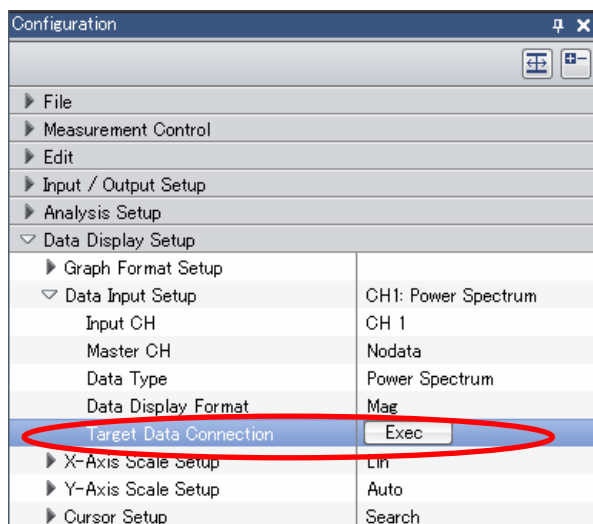 Configuration
File
Measurement Control
Edit
Input / Output Setup
Analysis Setup
Data Display Setup
Graph Format Setup
Data Input Setup CH1: Power Spectrum
Input CH CH 1
Master CH Nodata
Data Type Power Spectrum
Data Display Format Mag
Target Data Connection Exec
X-Axis Scale Setup Lin
Y-Axis Scale Setup Auto
Cursor Setup Search